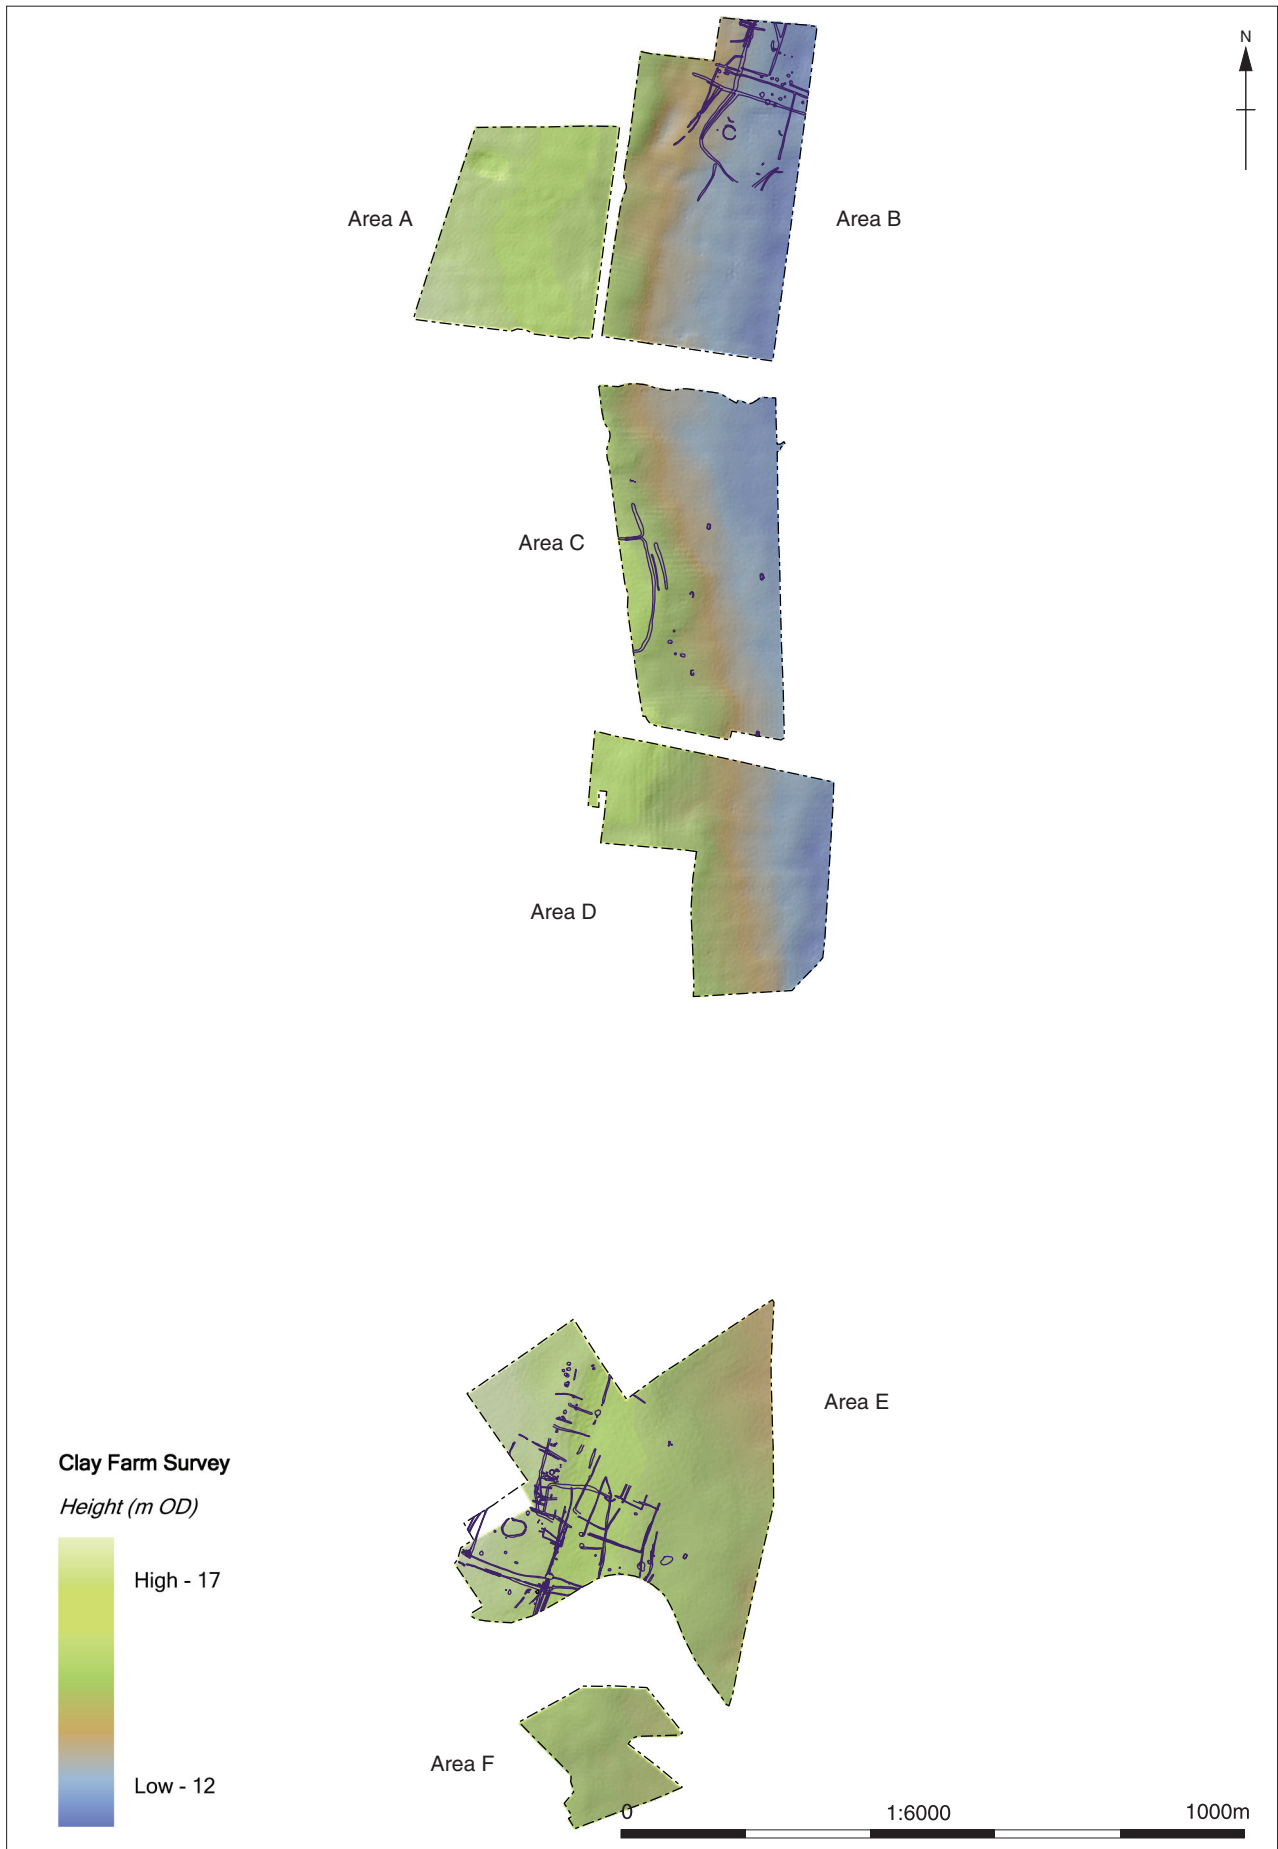 N
Area A
Area B
Area C
Area D
Area E
Clay Farm Survey
Height (m OD)
High - 17
Low - 12
Area F
0 1:6000 1000m